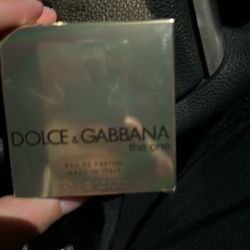 DOLCE & GABBANA
the one
EAU DE PARFUM
MADE IN ITALY